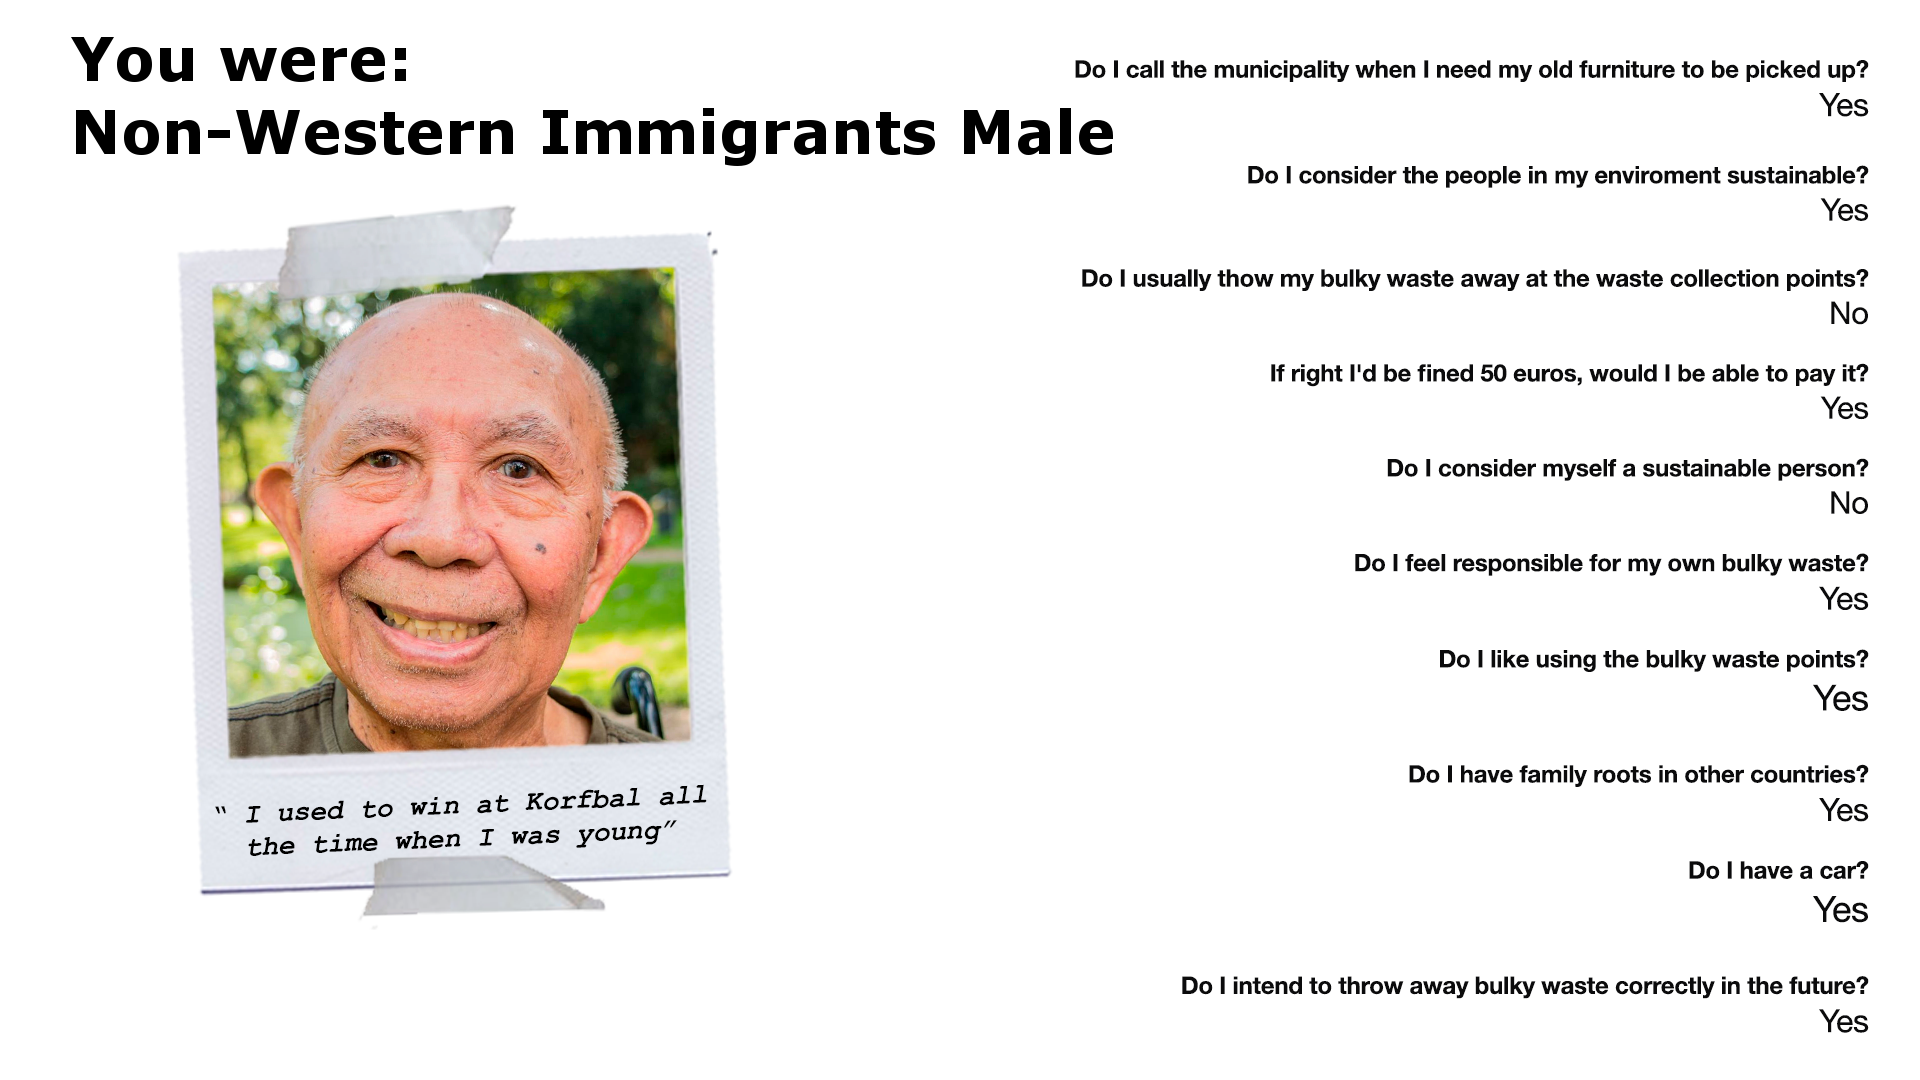 You were:
Non-Western Immigrants Male
“ I used to win at Korfbal all
the time when I was young”
Do I call the municipality when I need my old furniture to be picked up?
Yes
Do I consider the people in my enviroment sustainable?
Yes
Do I usually thow my bulky waste away at the waste collection points?
No
If right I'd be fined 50 euros, would I be able to pay it?
Yes
Do I consider myself a sustainable person?
No
Do I feel responsible for my own bulky waste?
Yes
Do I like using the bulky waste points?
Yes
Do I have family roots in other countries?
Yes
Do I have a car?
Yes
Do I intend to throw away bulky waste correctly in the future?
Yes